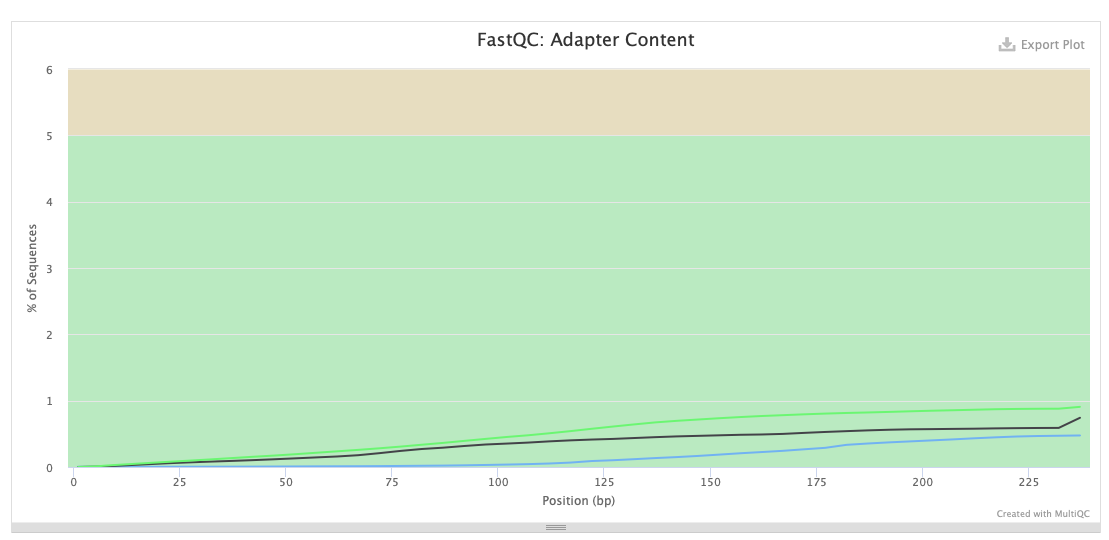 FastQC: Adapter Content
Export Plot
6
5
4
3
2
1
0
% of Sequences
0 25 50 75 100 125 150 175 200 225
Position (bp)
Created with MultiQC